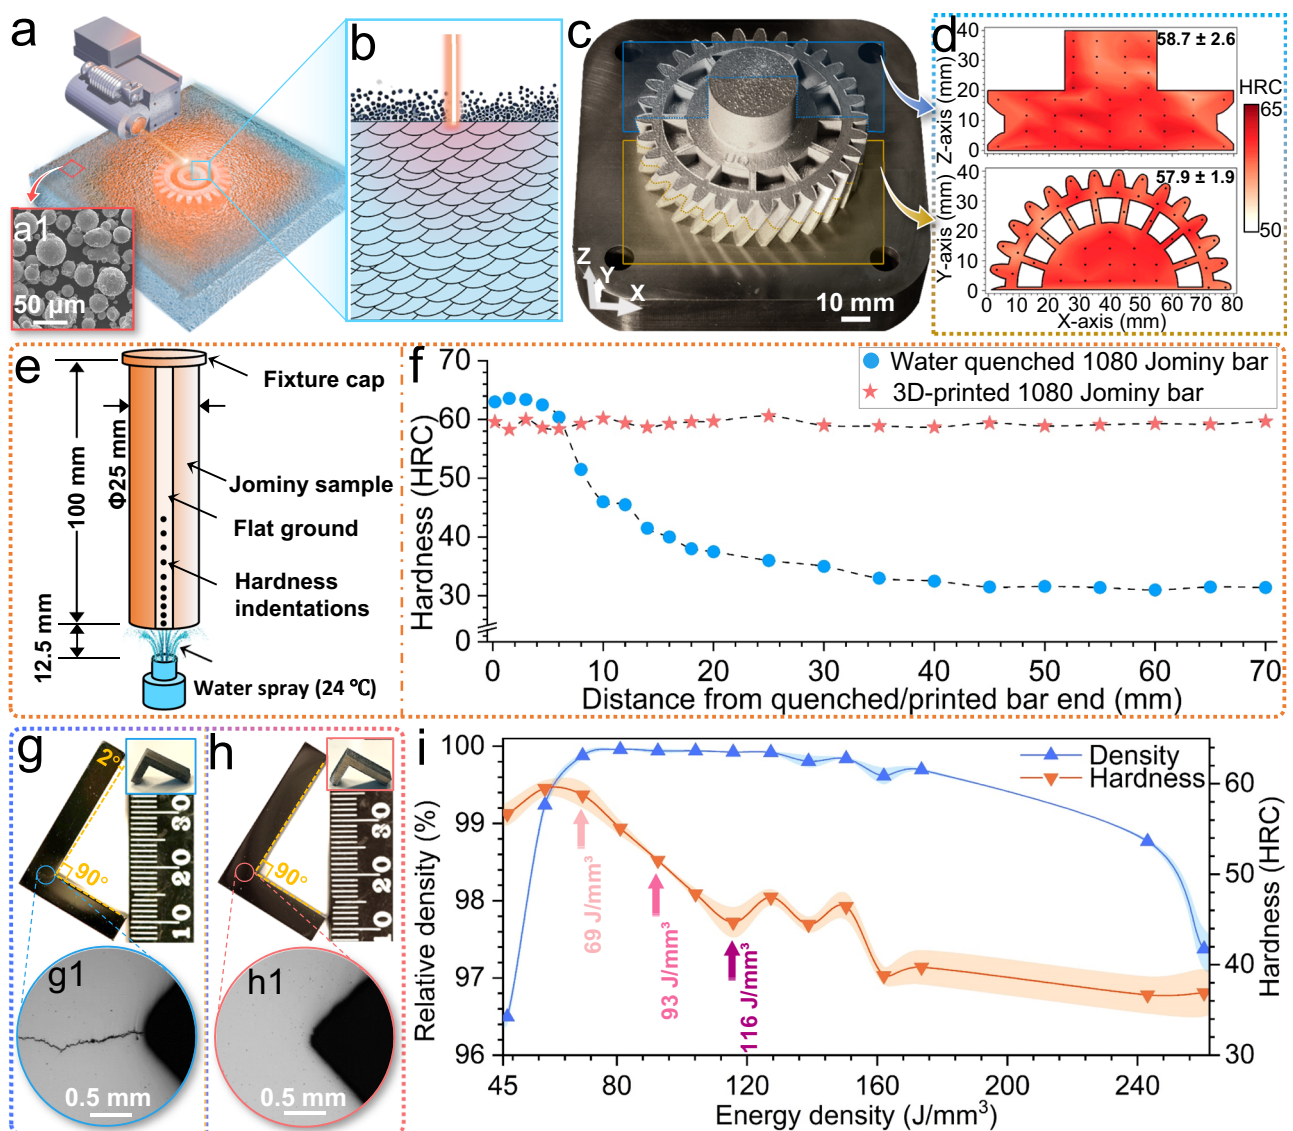 a
a1
50 µm
b
c
Z
Y
X
10 mm
d
Z-axis (mm)
40
30
20
10
0
58.7 ± 2.6
Y-axis (mm)
40
30
20
10
0
57.9 ± 1.9
0 10 20 30 40 50 60 70 80
X-axis (mm)
HRC
65
50
e
Fixture cap
100 mm
Φ25 mm
Jominy sample
Flat ground
Hardness
indentations
12.5 mm
Water spray (24 ℃)
f
Hardness (HRC)
70
60
50
40
30
0
Water quenched 1080 Jominy bar
3D-printed 1080 Jominy bar
0 10 20 30 40 50 60 70
Distance from quenched/printed bar end (mm)
g
2°
90°
30
20
10
g1
0.5 mm
h
90°
30
20
10
h1
0.5 mm
i
Relative density (%)
100
99
98
97
96
Density
Hardness
69 J/mm³
93 J/mm³
116 J/mm³
60
50
40
30
Hardness (HRC)
45 80 120 160 200 240
Energy density (J/mm³)